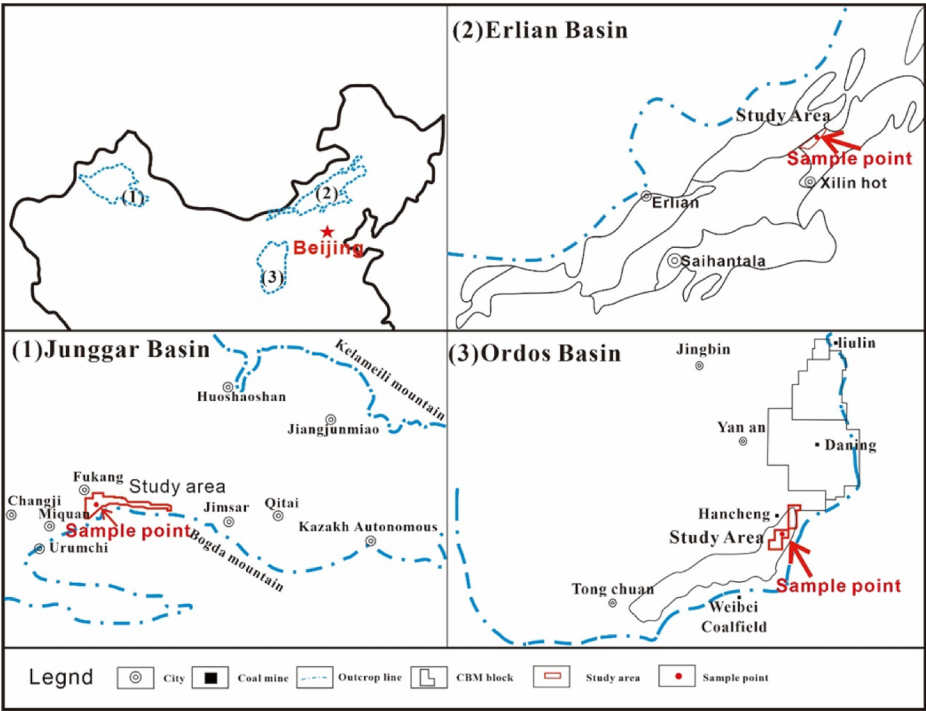 (1)
(2)
Beijing
(3)
(2)Erlian Basin
Study Area
Sample point
Xilin hot
Erlian
Saihantala
(1)Junggar Basin
Kelameili mountain
Huoshaoshan
Jiangjunmiao
Fukang
Study area
Changji
Miquan
Jimsar
Qitai
Sample point
Kazakh Autonomous
Urumchi
Bogda mountain
(3)Ordos Basin
Jingbin
liulin
Yan an
Daning
Hancheng
Study Area
Sample point
Tong chuan
Weibei
Coalfield
Legnd
City
Coal mine
Outcrop line
CBM block
Study area
Sample point